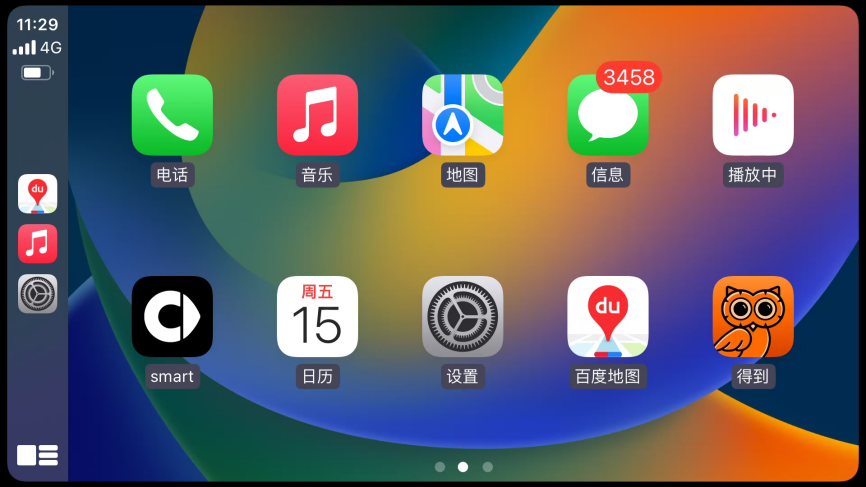 11:29
4G
du
3458
电话
音乐
地图
信息
播放中
周五
15
du
smart
日历
设置
百度地图
得到